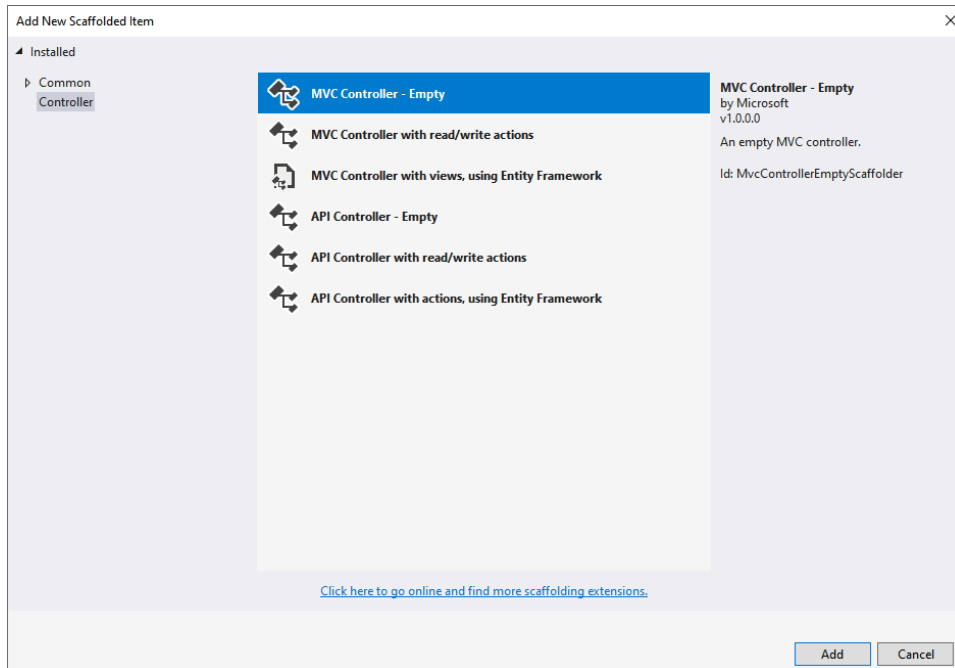 Add New Scaffolded Item
Installed
Common
Controller
MVC Controller - Empty
MVC Controller with read/write actions
MVC Controller with views, using Entity Framework
API Controller - Empty
API Controller with read/write actions
API Controller with actions, using Entity Framework
MVC Controller - Empty
by Microsoft
v1.0.0.0
An empty MVC controller.
Id: MvcControllerEmptyScaffolder
Click here to go online and find more scaffolding extensions.
Add
Cancel